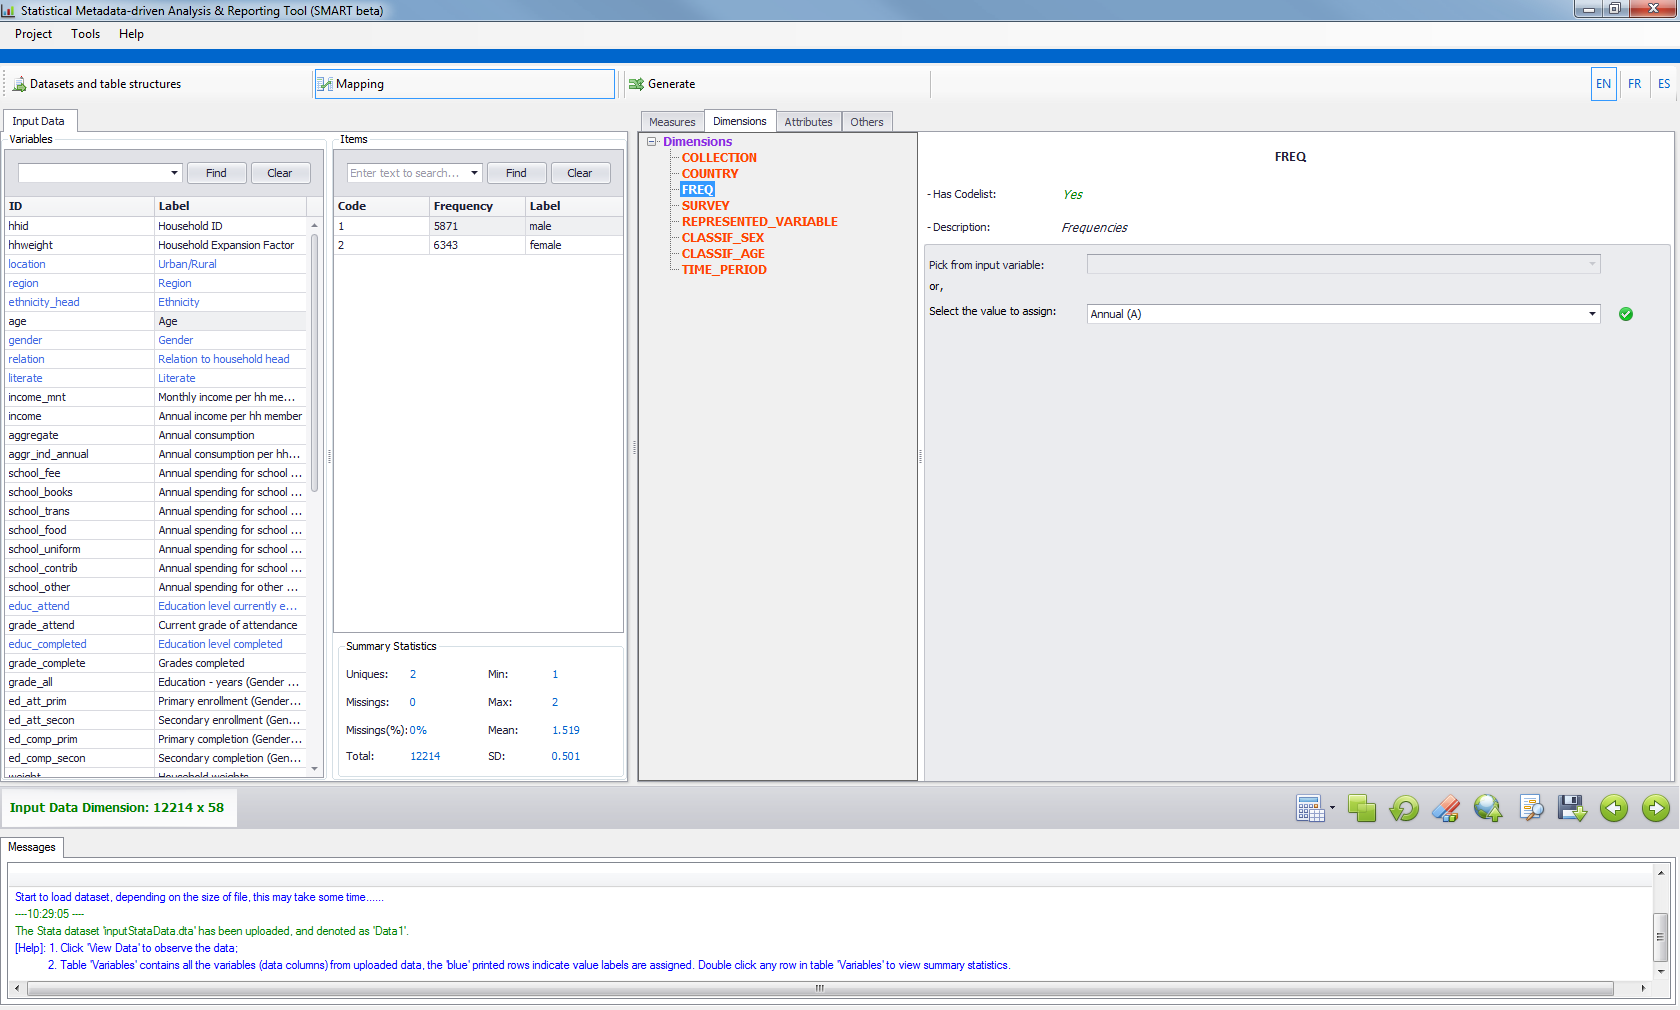 Statistical Metadata-driven Analysis & Reporting Tool (SMART beta)
Project Tools Help
Datasets and table structures
Mapping
Generate
EN FR ES
Input Data
Variables
Find Clear
ID Label
hhid Household ID
hhweight Household Expansion Factor
location Urban/Rural
region Region
ethnicity_head Ethnicity
age Age
gender Gender
relation Relation to household head
literate Literate
income_mnt Monthly income per hh me...
income Annual income per hh member
aggregate Annual consumption
aggr_ind_annual Annual consumption per hh...
school_fee Annual spending for school ...
school_books Annual spending for school ...
school_trans Annual spending for school ...
school_food Annual spending for school ...
school_uniform Annual spending for school ...
school_contrib Annual spending for school ...
school_other Annual spending for other ...
educ_attend Education level currently e...
grade_attend Current grade of attendance
educ_completed Education level completed
grade_complete Grades completed
grade_all Education - years (Gender ...
ed_att_prim Primary enrollment (Gender...
ed_att_secon Secondary enrollment (Gen...
ed_comp_prim Primary completion (Gender...
ed_comp_secon Secondary completion (Gen...
weight Household weights
Items
Enter text to search... Find Clear
Code Frequency Label
1 5871 male
2 6343 female
Summary Statistics
Uniques: 2 Min: 1
Missings: 0 Max: 2
Missings(%): 0% Mean: 1.519
Total: 12214 SD: 0.501
Measures Dimensions Attributes Others
Dimensions
COLLECTION
COUNTRY
FREQ
SURVEY
REPRESENTED_VARIABLE
CLASSIF_SEX
CLASSIF_AGE
TIME_PERIOD
FREQ
- Has Codelist: Yes
- Description: Frequencies
Pick from input variable:
or,
Select the value to assign: Annual (A)
Input Data Dimension: 12214 x 58
Messages
Start to load dataset, depending on the size of file, this may take some time......
----10:29:05 ----
The Stata dataset 'inputStataData.dta' has been uploaded, and denoted as 'Data1'.
[Help]: 1. Click 'View Data' to observe the data;
2. Table 'Variables' contains all the variables (data columns) from uploaded data, the 'blue' printed rows indicate value labels are assigned. Double click any row in table 'Variables' to view summary statistics.